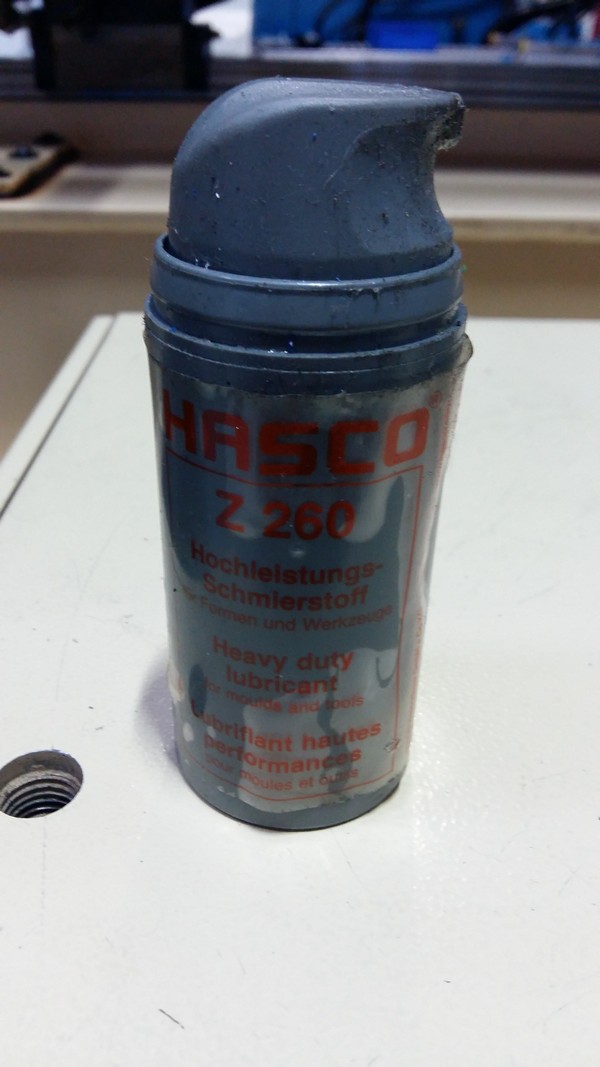 HASCO®
Z 260
Hochleistungs-
Schmierstoff
für Formen und Werkzeuge
Heavy duty
lubricant
for moulds and tools
Lubrifiant hautes
performances
pour moules et outils